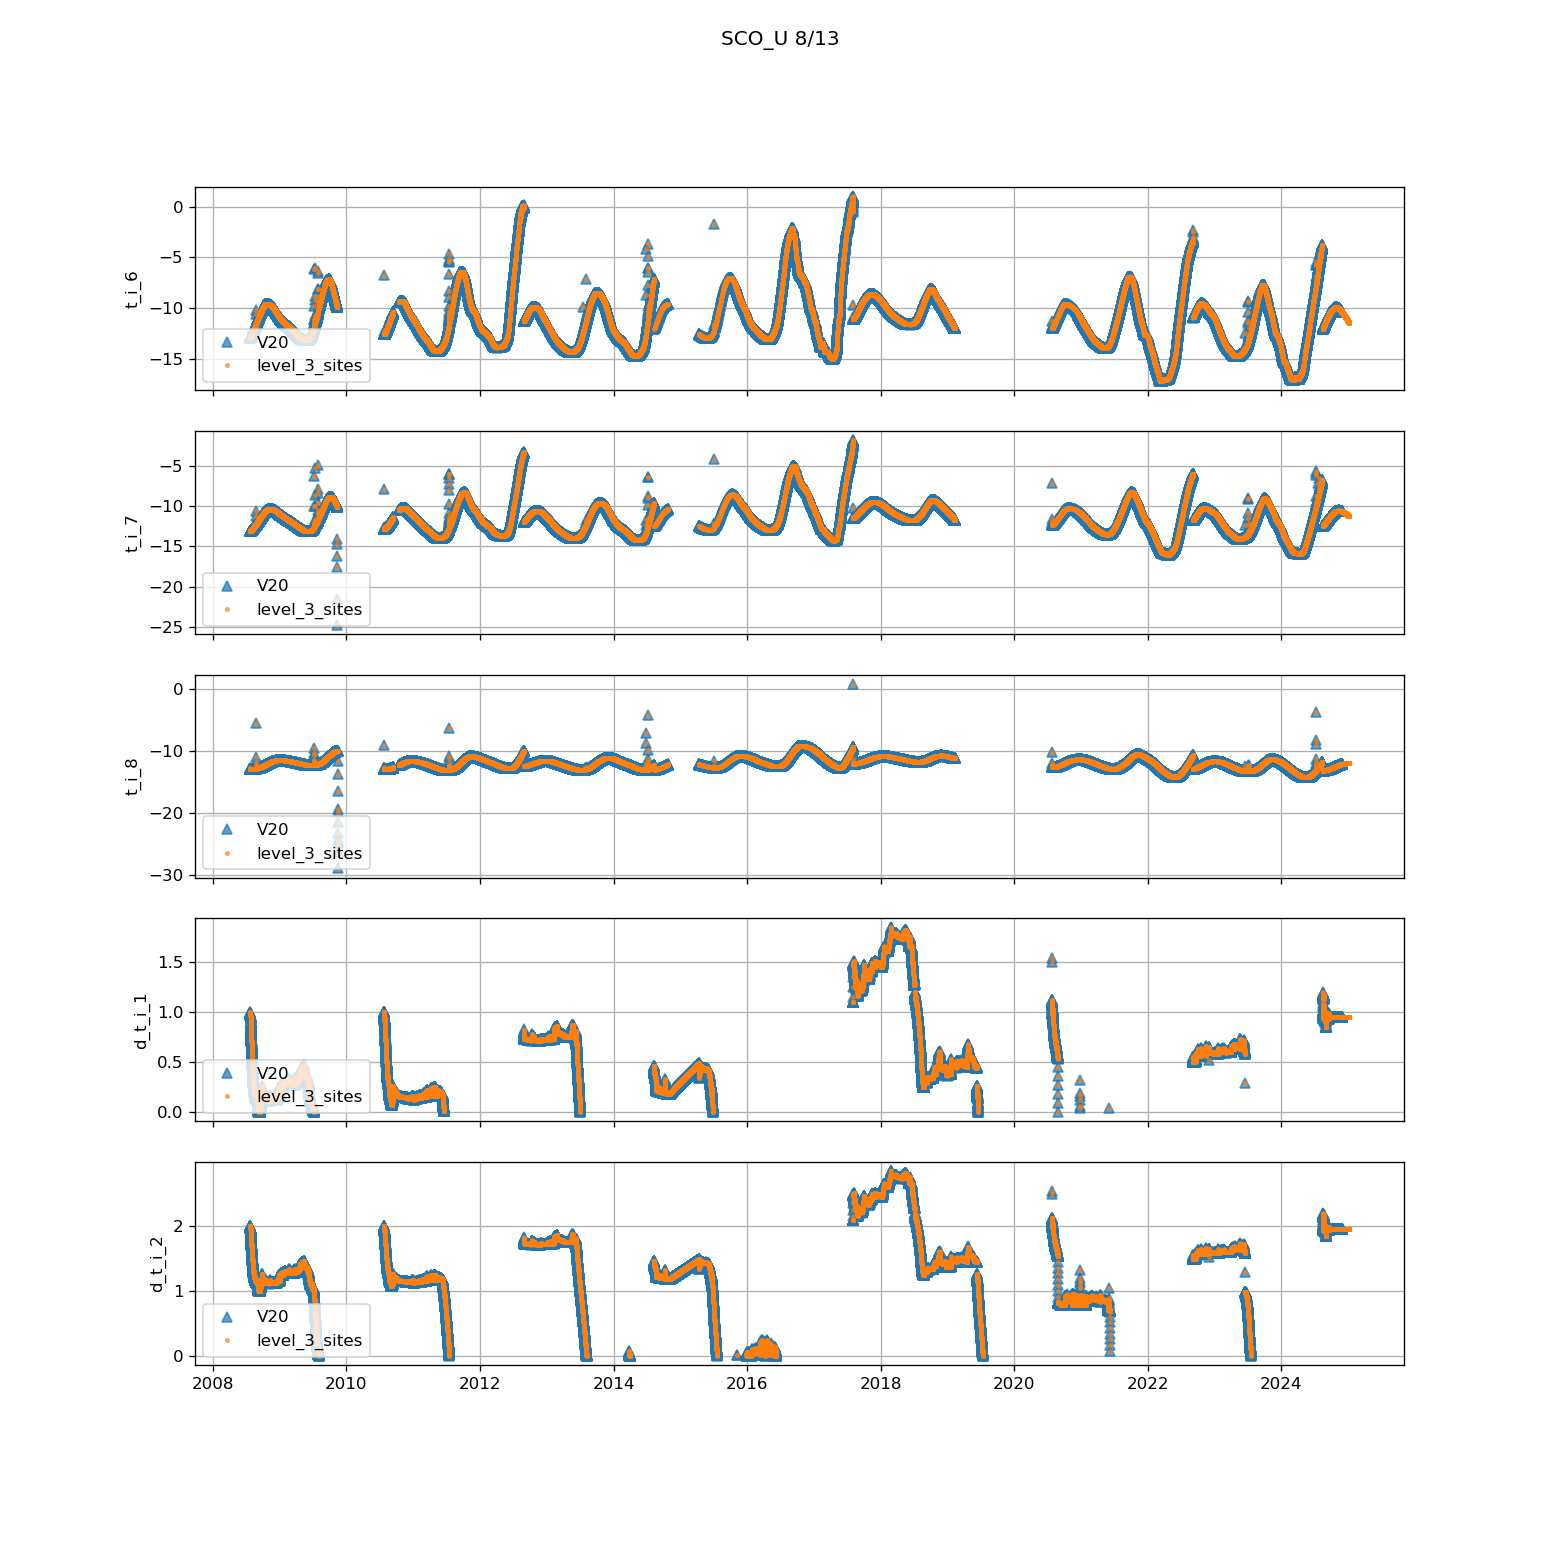 SCO_U 8/13
0
−5
−10
−15
t_i_6
V20
level_3_sites
−5
−10
−15
−20
−25
t_i_7
V20
level_3_sites
0
−10
−20
−30
t_i_8
V20
level_3_sites
1.5
1.0
0.5
0.0
d_t_i_1
V20
level_3_sites
2
1
0
d_t_i_2
V20
level_3_sites
2008 2010 2012 2014 2016 2018 2020 2022 2024